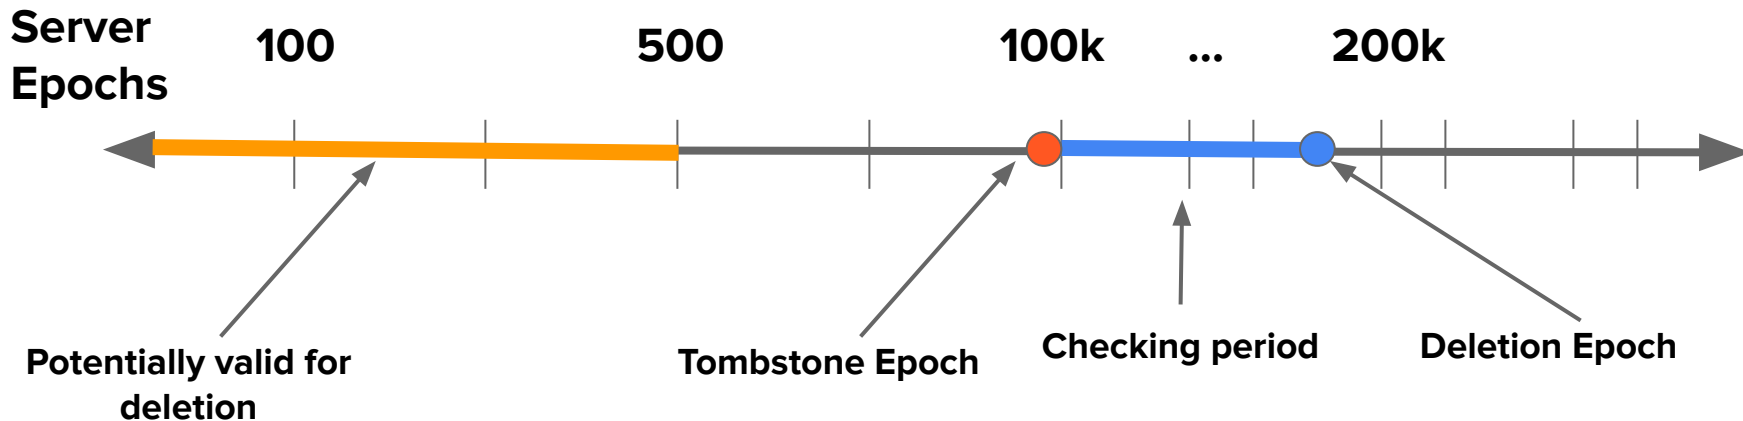 Server
Epochs
100
500
100k
...
200k
Potentially valid for
deletion
Tombstone Epoch
Checking period
Deletion Epoch